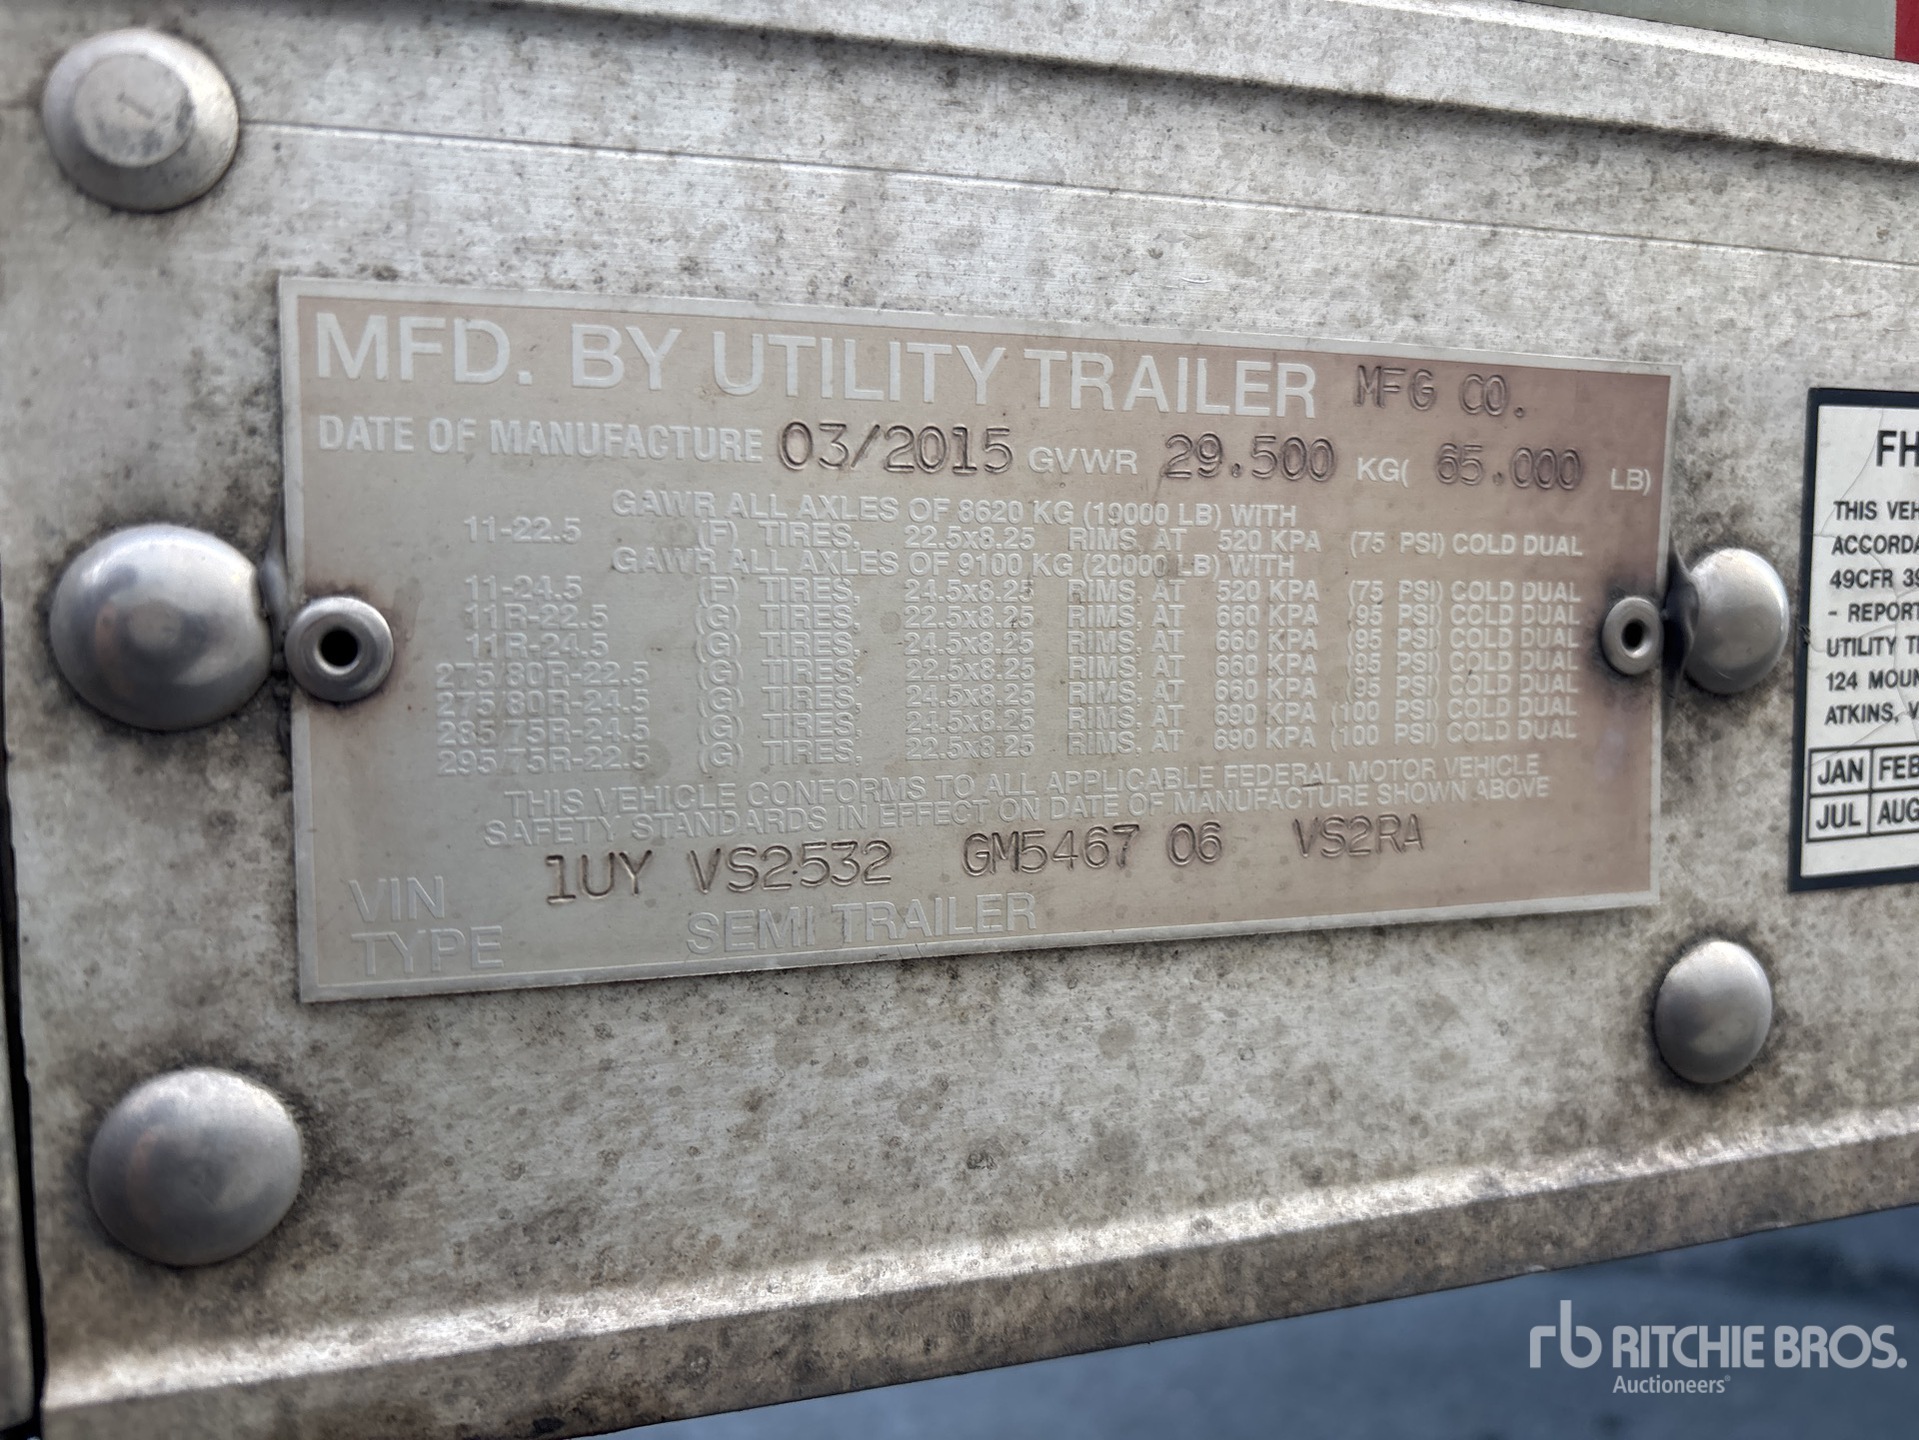 MFD. BY UTILITY TRAILER MFG CO.
DATE OF MANUFACTURE 03/2015 GVWR 29.500 KG( 65.000 LB)
GAWR ALL AXLES OF 8620 KG (19000 LB) WITH
11-22.5 (F) TIRES, 22.5x8.25 RIMS, AT 520 KPA (75 PSI) COLD DUAL
GAWR ALL AXLES OF 9100 KG (20000 LB) WITH
11-24.5 (F) TIRES, 24.5x8.25 RIMS, AT 520 KPA (75 PSI) COLD DUAL
11R-22.5 (G) TIRES, 22.5x8.25 RIMS, AT 660 KPA (95 PSI) COLD DUAL
11R-24.5 (G) TIRES, 24.5x8.25 RIMS, AT 660 KPA (95 PSI) COLD DUAL
275/80R-22.5 (G) TIRES, 22.5x8.25 RIMS, AT 660 KPA (95 PSI) COLD DUAL
275/80R-24.5 (G) TIRES, 24.5x8.25 RIMS, AT 660 KPA (95 PSI) COLD DUAL
285/75R-24.5 (G) TIRES, 24.5x8.25 RIMS, AT 690 KPA (100 PSI) COLD DUAL
295/75R-22.5 (G) TIRES, 22.5x8.25 RIMS, AT 690 KPA (100 PSI) COLD DUAL
THIS VEHICLE CONFORMS TO ALL APPLICABLE FEDERAL MOTOR VEHICLE
SAFETY STANDARDS IN EFFECT ON DATE OF MANUFACTURE SHOWN ABOVE
VIN 1UY VS2532 GM5467 06 VS2RA
TYPE SEMI TRAILER
FH
THIS VEH
ACCORDA
49CFR 39
- REPORT
UTILITY T
124 MOUN
ATKINS, V
JAN FEB
JUL AUG
rb RITCHIE BROS.
Auctioneers